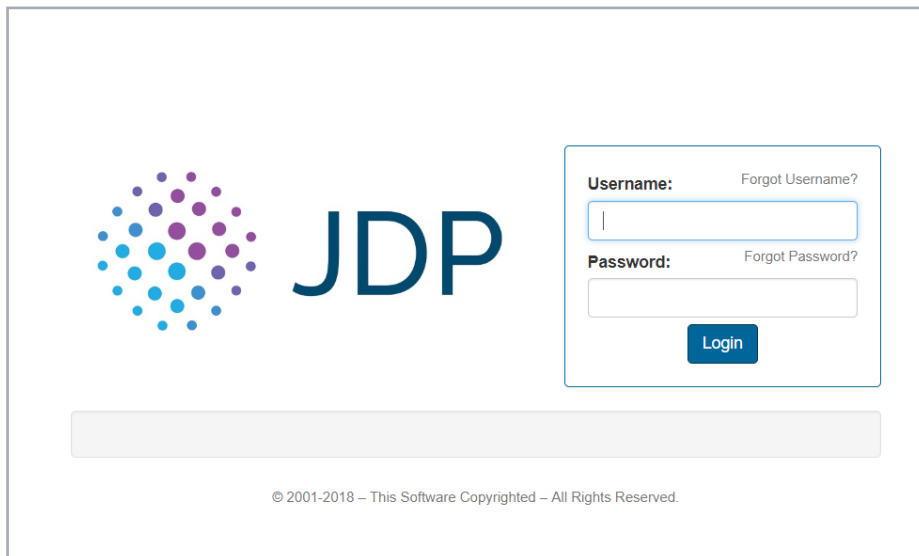 JDP
Username:
Forgot Username?
Password:
Forgot Password?
Login
© 2001-2018 – This Software Copyrighted – All Rights Reserved.